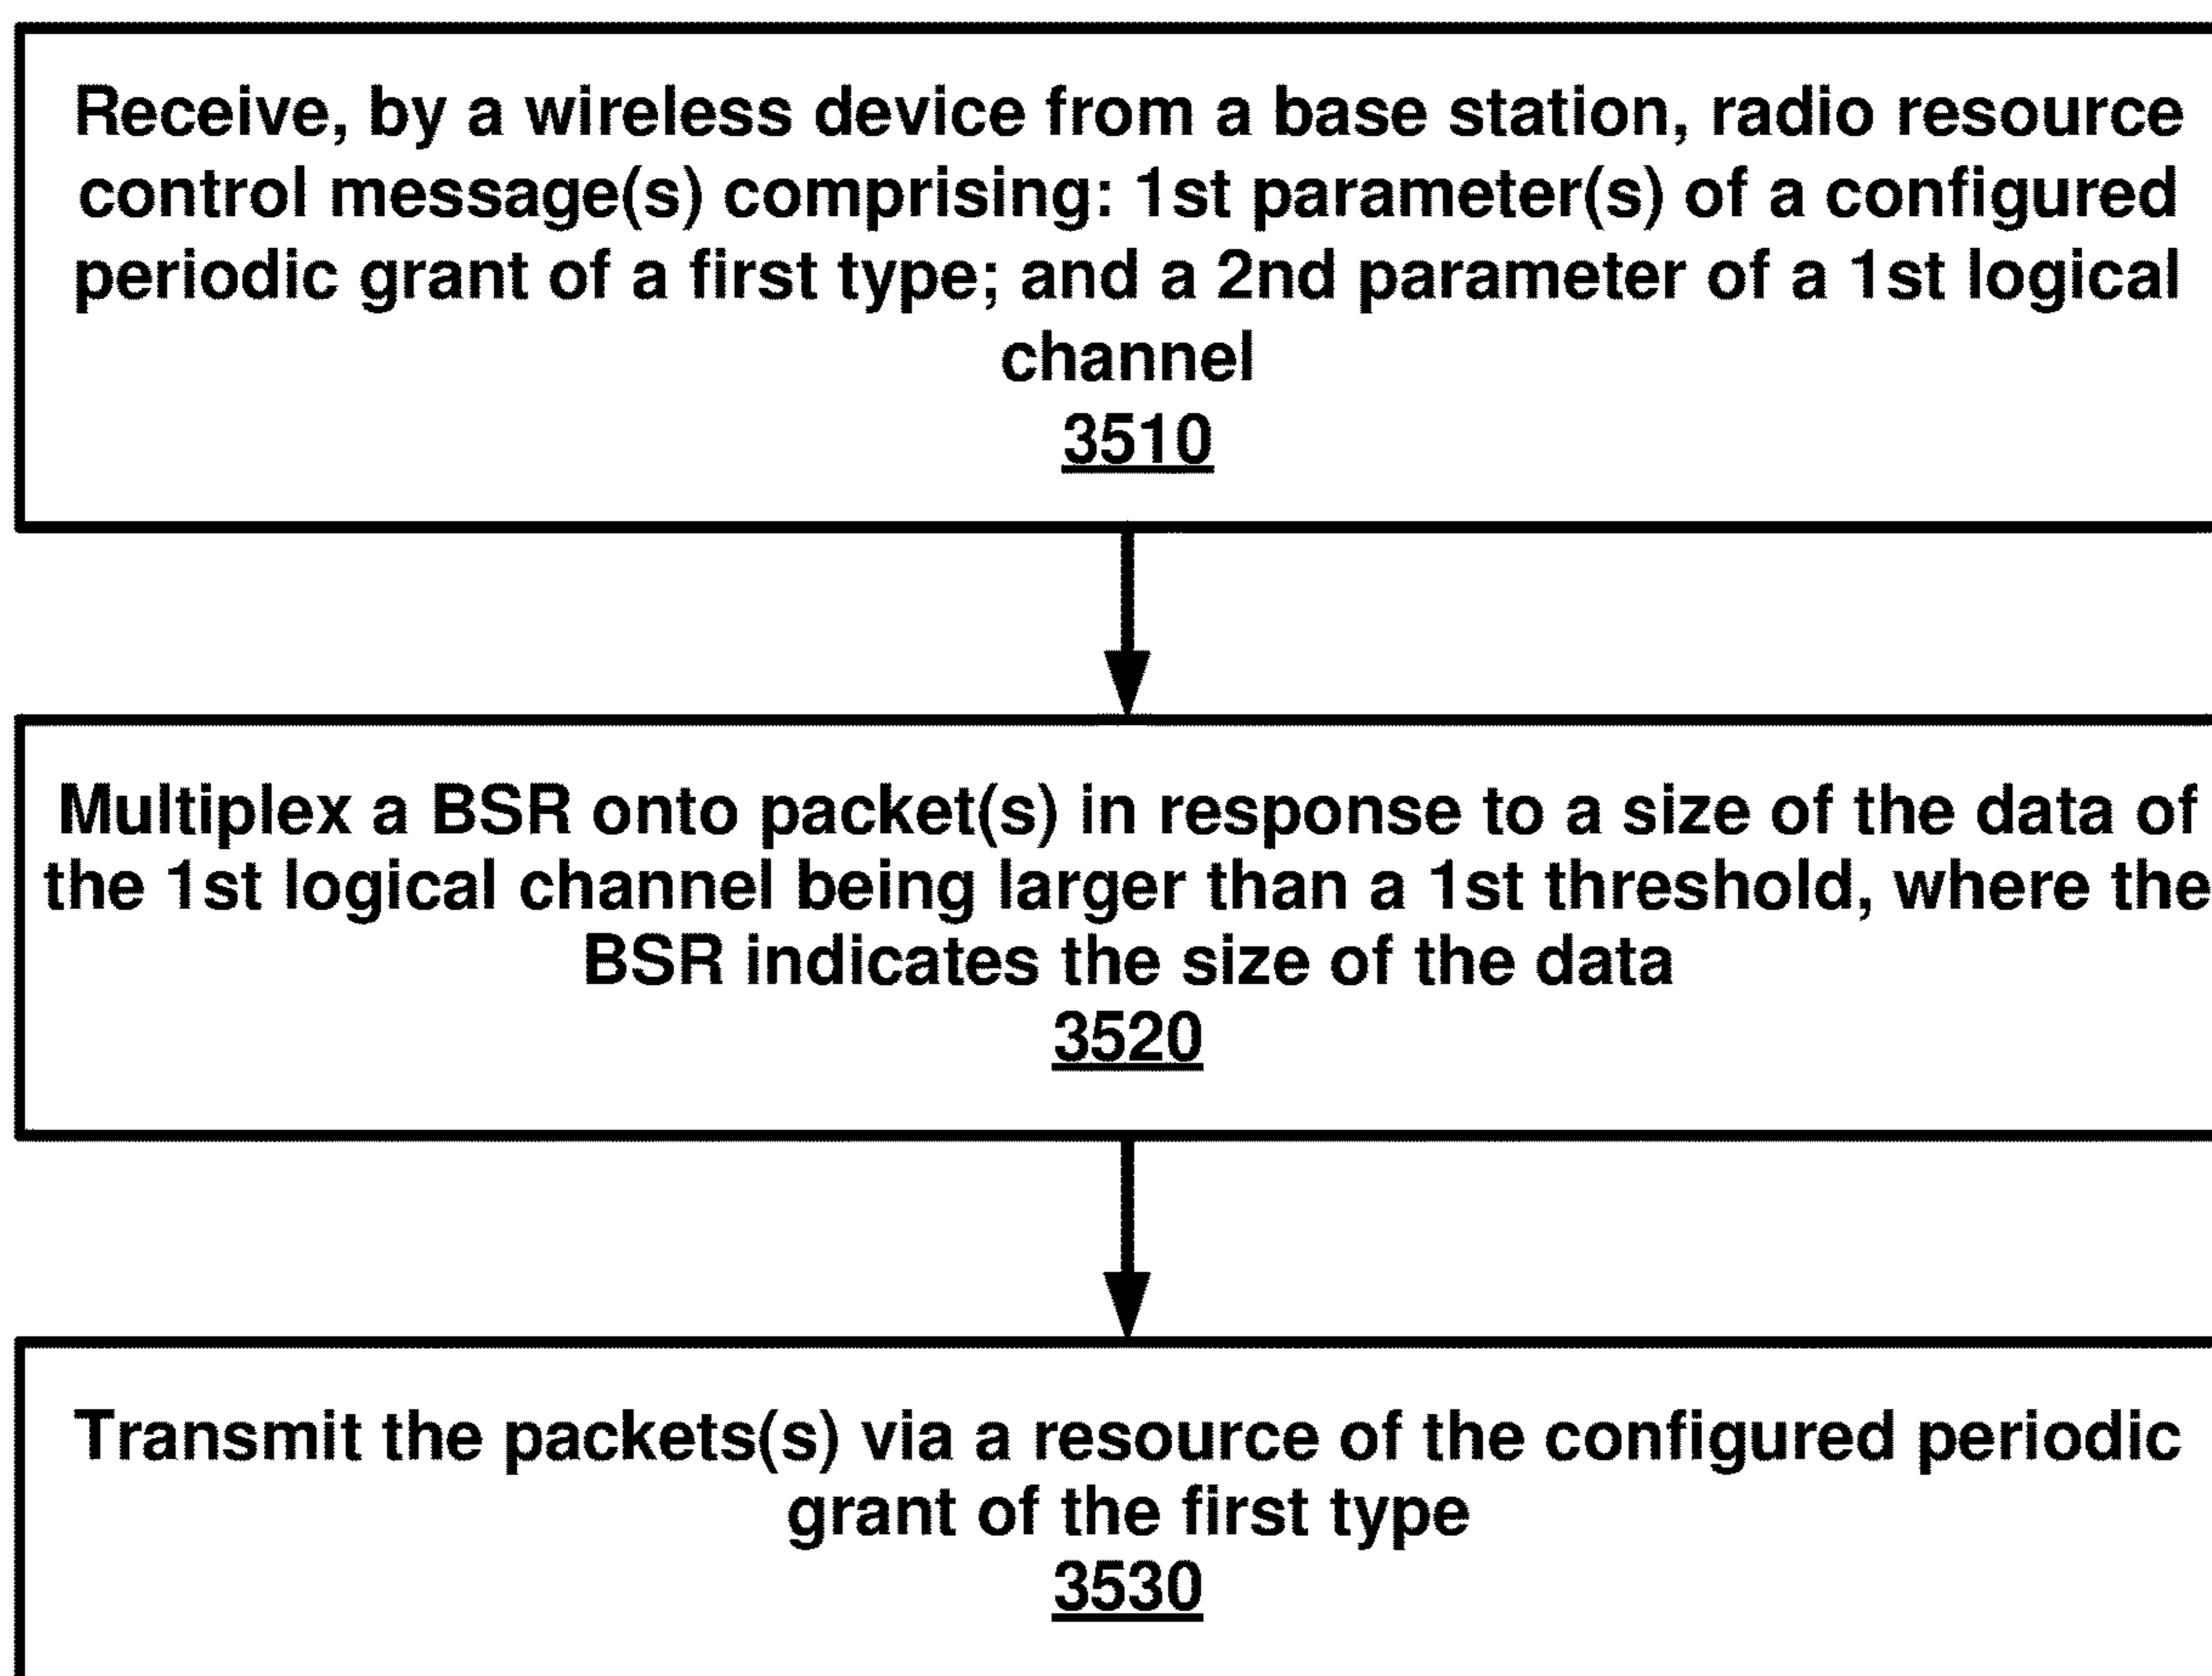 Receive, by a wireless device from a base station, radio resource
control message(s) comprising: 1st parameter(s) of a configured
periodic grant of a first type; and a 2nd parameter of a 1st logical
channel
3510
Multiplex a BSR onto packet(s) in response to a size of the data of
the 1st logical channel being larger than a 1st threshold, where the
BSR indicates the size of the data
3520
Transmit the packets(s) via a resource of the configured periodic
grant of the first type
3530